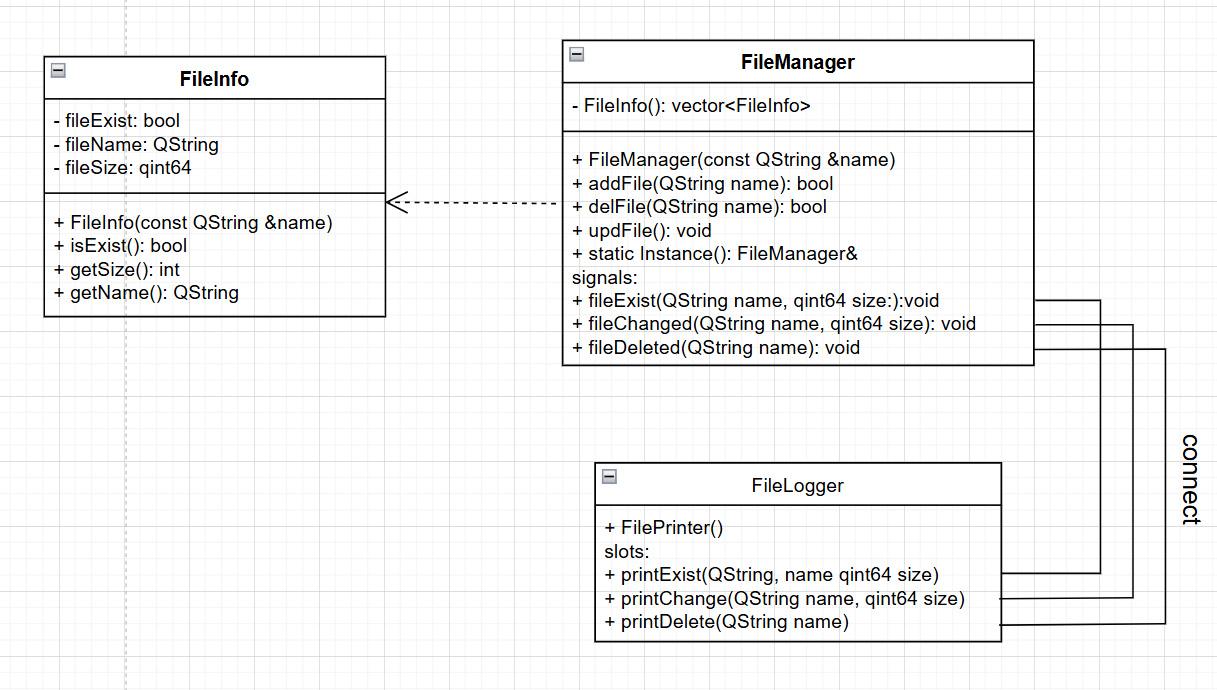 FileInfo
- fileExist: bool
- fileName: QString
- fileSize: qint64
+ FileInfo(const QString &name)
+ isExist(): bool
+ getSize(): int
+ getName(): QString
FileManager
- FileInfo(): vector<FileInfo>
+ FileManager(const QString &name)
+ addFile(QString name): bool
+ delFile(QString name): bool
+ updFile(): void
+ static Instance(): FileManager&
signals:
+ fileExist(QString name, qint64 size:):void
+ fileChanged(QString name, qint64 size): void
+ fileDeleted(QString name): void
connect
FileLogger
+ FilePrinter()
slots:
+ printExist(QString, name qint64 size)
+ printChange(QString name, qint64 size)
+ printDelete(QString name)